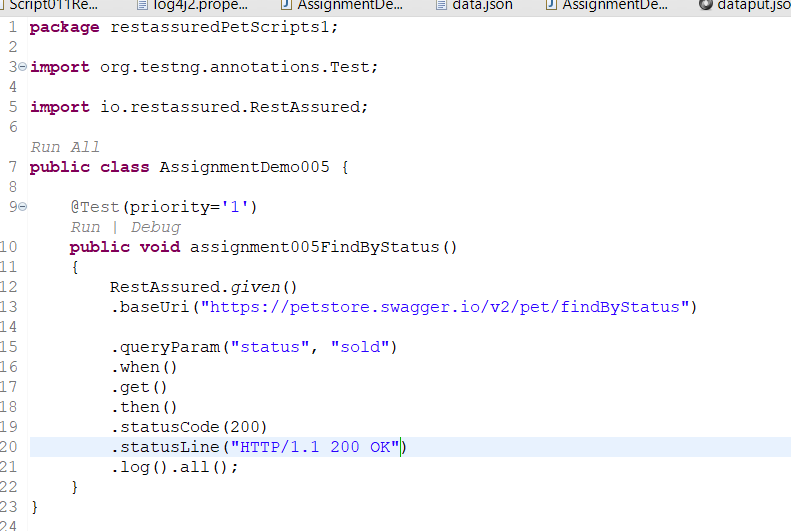 Script011Re... log4j2.prope... AssignmentDe... data.json AssignmentDe... dataput.jso
1 package restassuredPetScripts1;
2
3 import org.testng.annotations.Test;
4
5 import io.restassured.RestAssured;
6
Run All
7 public class AssignmentDemo005 {
8
9 @Test(priority='1')
Run | Debug
10 public void assignment005FindByStatus()
11 {
12 RestAssured.given()
13 .baseUri("https://petstore.swagger.io/v2/pet/findByStatus")
14
15 .queryParam("status", "sold")
16 .when()
17 .get()
18 .then()
19 .statusCode(200)
20 .statusLine("HTTP/1.1 200 OK")
21 .log().all();
22 }
23 }
24